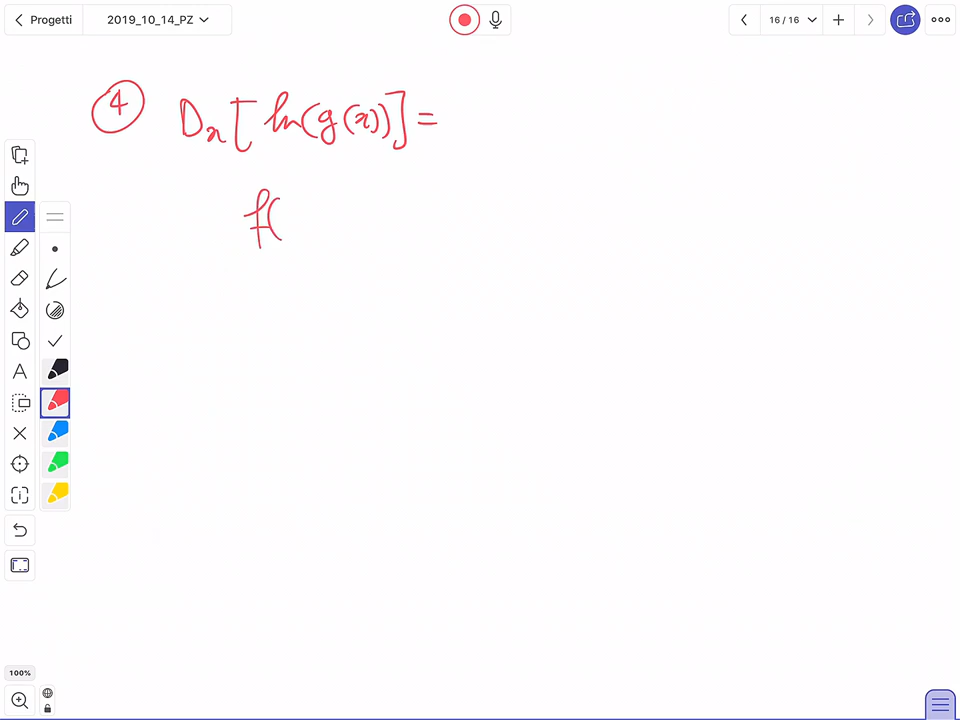 Progetti 2019_10_14_PZ 16 / 16
④ Dx [ ln(g(x)) ] =
f(
100%